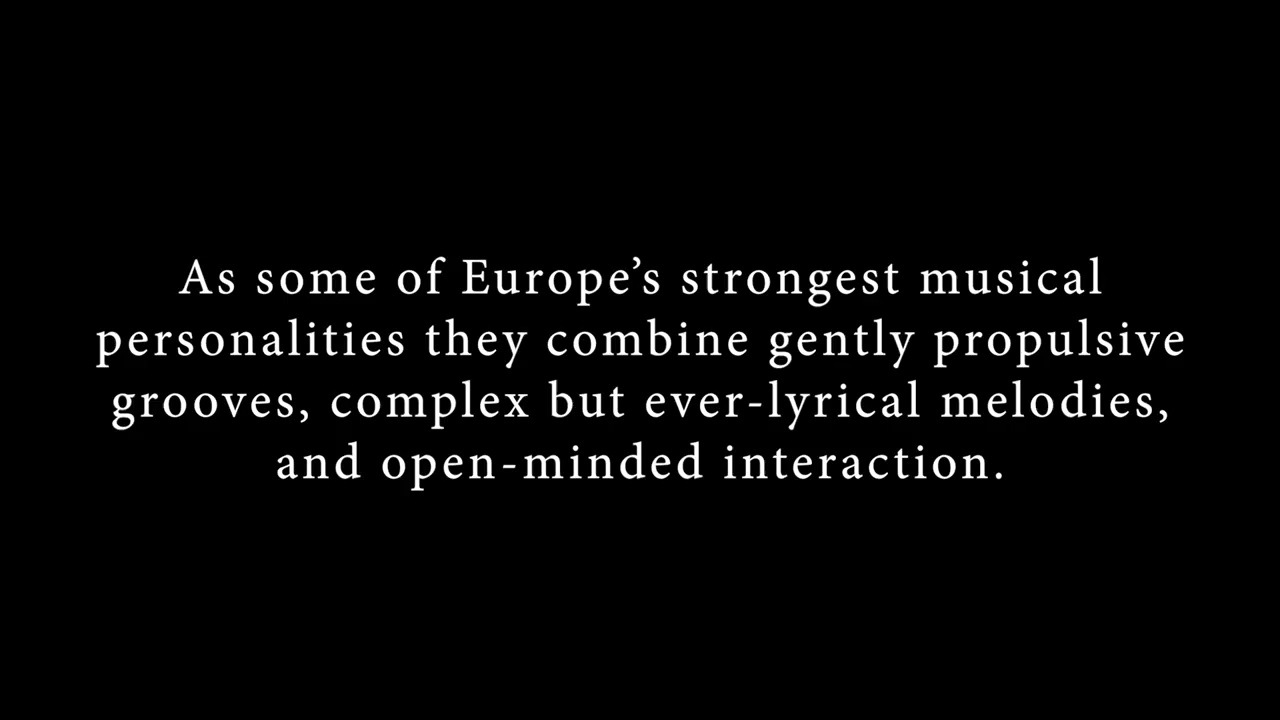 As some of Europe’s strongest musical
personalities they combine gently propulsive
grooves, complex but ever-lyrical melodies,
and open-minded interaction.